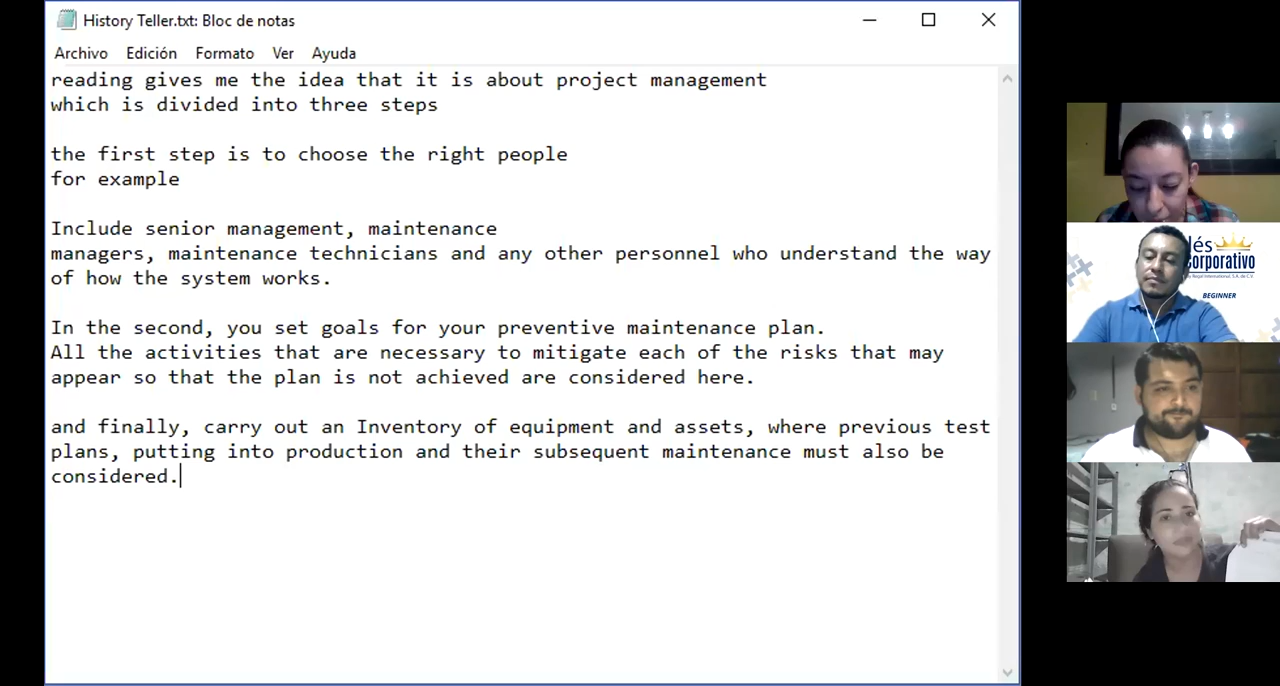 History Teller.txt: Bloc de notas
Archivo Edición Formato Ver Ayuda
reading gives me the idea that it is about project management
which is divided into three steps
the first step is to choose the right people
for example
Include senior management, maintenance
managers, maintenance technicians and any other personnel who understand the way
of how the system works.
In the second, you set goals for your preventive maintenance plan.
All the activities that are necessary to mitigate each of the risks that may
appear so that the plan is not achieved are considered here.
and finally, carry out an Inventory of equipment and assets, where previous test
plans, putting into production and their subsequent maintenance must also be
considered.
lés
Corporativo
BEGINNER